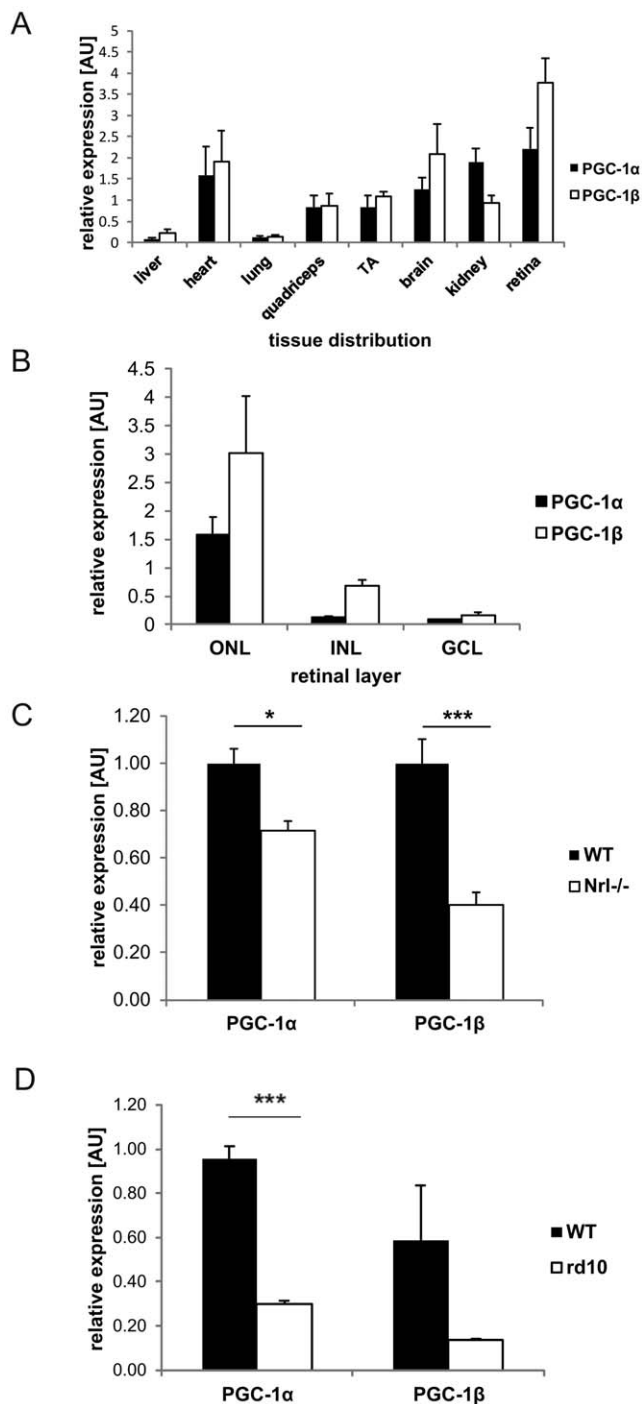 A
relative expression [AU]
5
4.5
4
3.5
3
2.5
2
1.5
1
0.5
0
liver
heart
lung
quadriceps
TA
brain
kidney
retina
tissue distribution
PGC-1α
PGC-1β
B
relative expression [AU]
4.5
4
3.5
3
2.5
2
1.5
1
0.5
0
ONL
INL
GCL
retinal layer
PGC-1α
PGC-1β
C
relative expression [AU]
1.20
1.00
0.80
0.60
0.40
0.20
0.00
*
***
PGC-1α
PGC-1β
WT
Nrl-/-
D
relative expression [AU]
1.20
1.00
0.80
0.60
0.40
0.20
0.00
***
PGC-1α
PGC-1β
WT
rd10